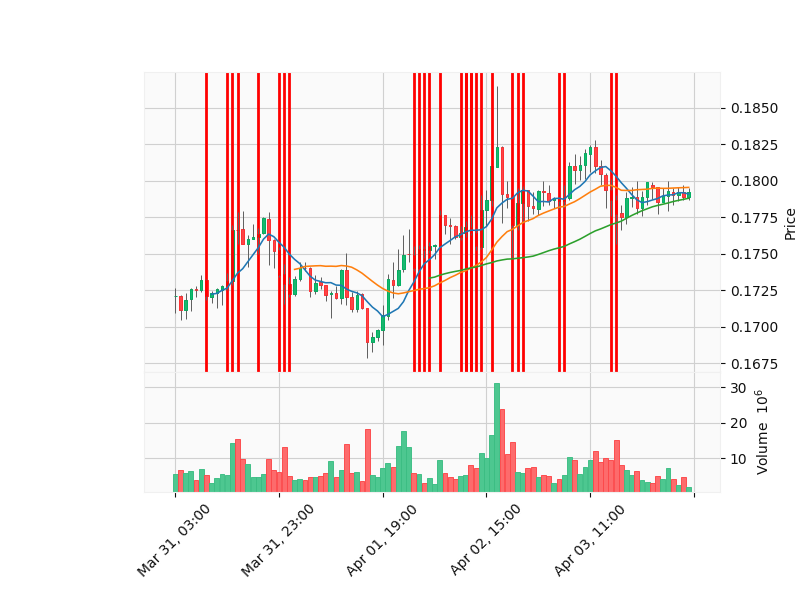 0.1850
0.1825
0.1800
0.1775
0.1750
0.1725
0.1700
0.1675
Price
30
20
10
Volume 10⁶
Mar 31, 03:00
Mar 31, 23:00
Apr 01, 19:00
Apr 02, 15:00
Apr 03, 11:00